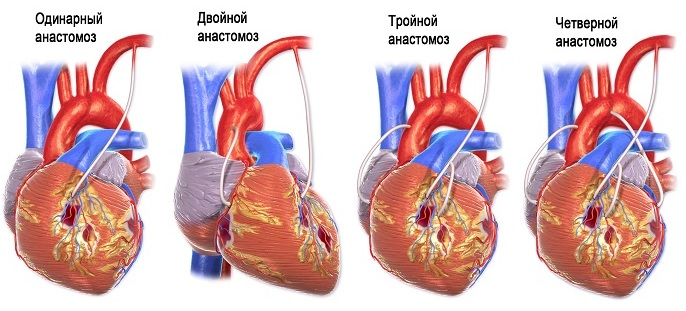 Одинарный
анастомоз
Двойной
анастомоз
Тройной
анастомоз
Четверной
анастомоз